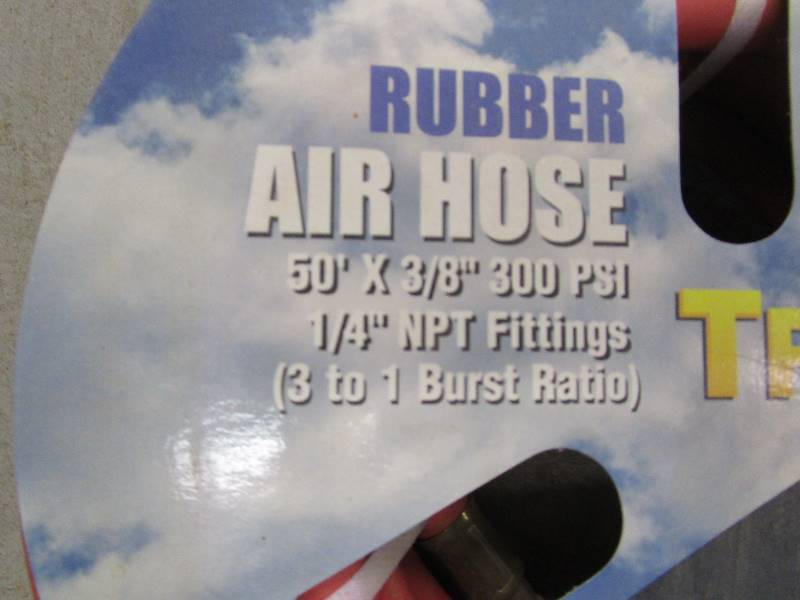 RUBBER
AIR HOSE
50' X 3/8" 300 PSI
1/4" NPT Fittings
(3 to 1 Burst Ratio)